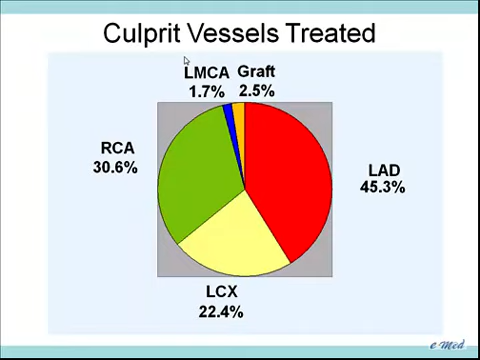 Culprit Vessels Treated
LMCA
1.7%
Graft
2.5%
RCA
30.6%
LAD
45.3%
LCX
22.4%
e Med